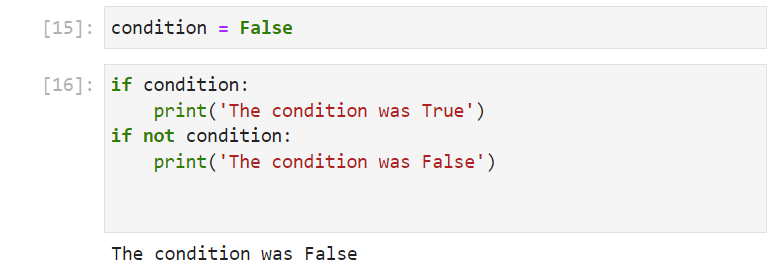 [15]: condition = False
[16]: if condition:
    print('The condition was True')
if not condition:
    print('The condition was False')
The condition was False